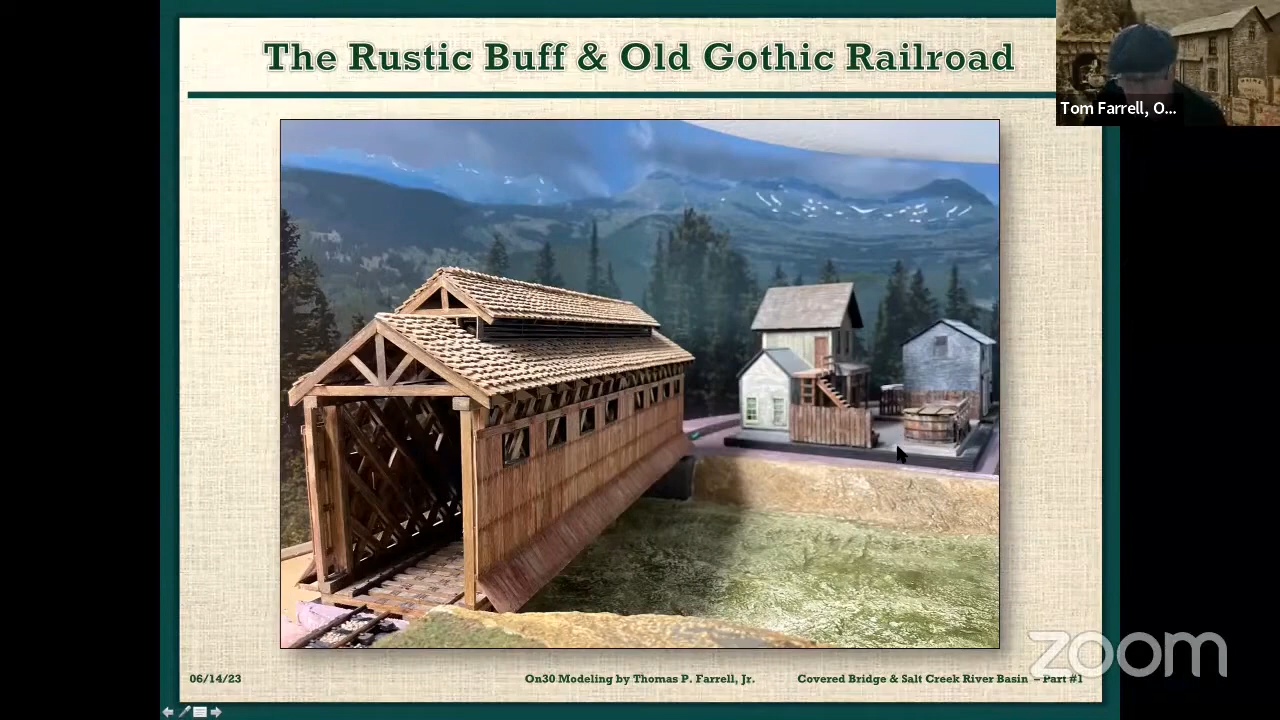 The Rustic Buff & Old Gothic Railroad
Tom Farrell, O...
06/14/23
On30 Modeling by Thomas P. Farrell, Jr.
Covered Bridge & Salt Creek River Basin – Part #1
zoom